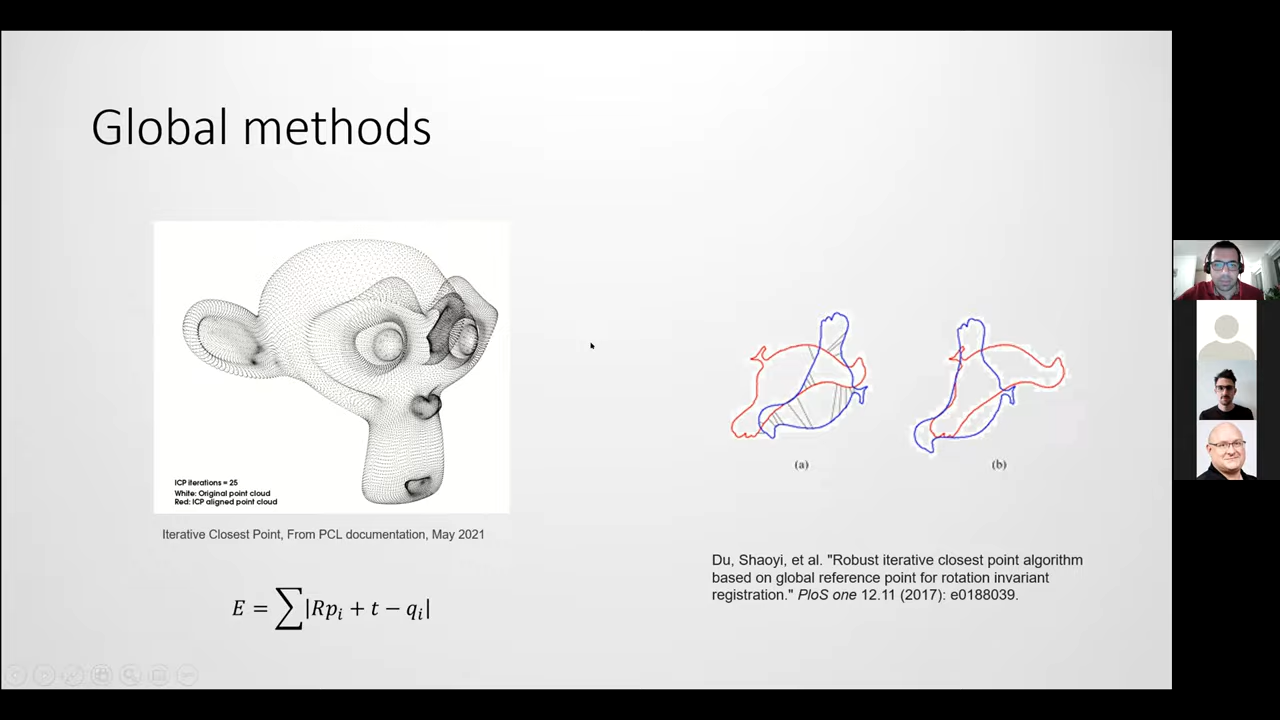 Global methods
ICP iterations = 25
White: Original point cloud
Red: ICP aligned point cloud
Iterative Closest Point, From PCL documentation, May 2021
E = ∑|Rpᵢ + t − qᵢ|
(a)
(b)
Du, Shaoyi, et al. "Robust iterative closest point algorithm
based on global reference point for rotation invariant
registration." PloS one 12.11 (2017): e0188039.